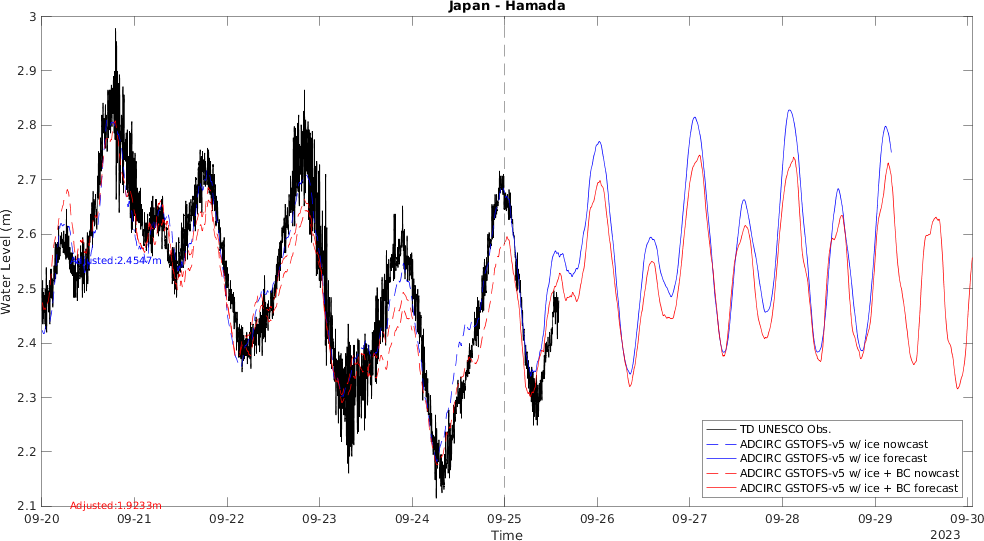 Japan - Hamada
3
2.9
2.8
2.7
2.6
2.5
2.4
2.3
2.2
2.1
Water Level (m)
Adjusted:2.4547m
Adjusted:1.9233m
TD UNESCO Obs.
ADCIRC GSTOFS-v5 w/ ice nowcast
ADCIRC GSTOFS-v5 w/ ice forecast
ADCIRC GSTOFS-v5 w/ ice + BC nowcast
ADCIRC GSTOFS-v5 w/ ice + BC forecast
09-20 09-21 09-22 09-23 09-24 09-25 09-26 09-27 09-28 09-29 09-30
Time
2023